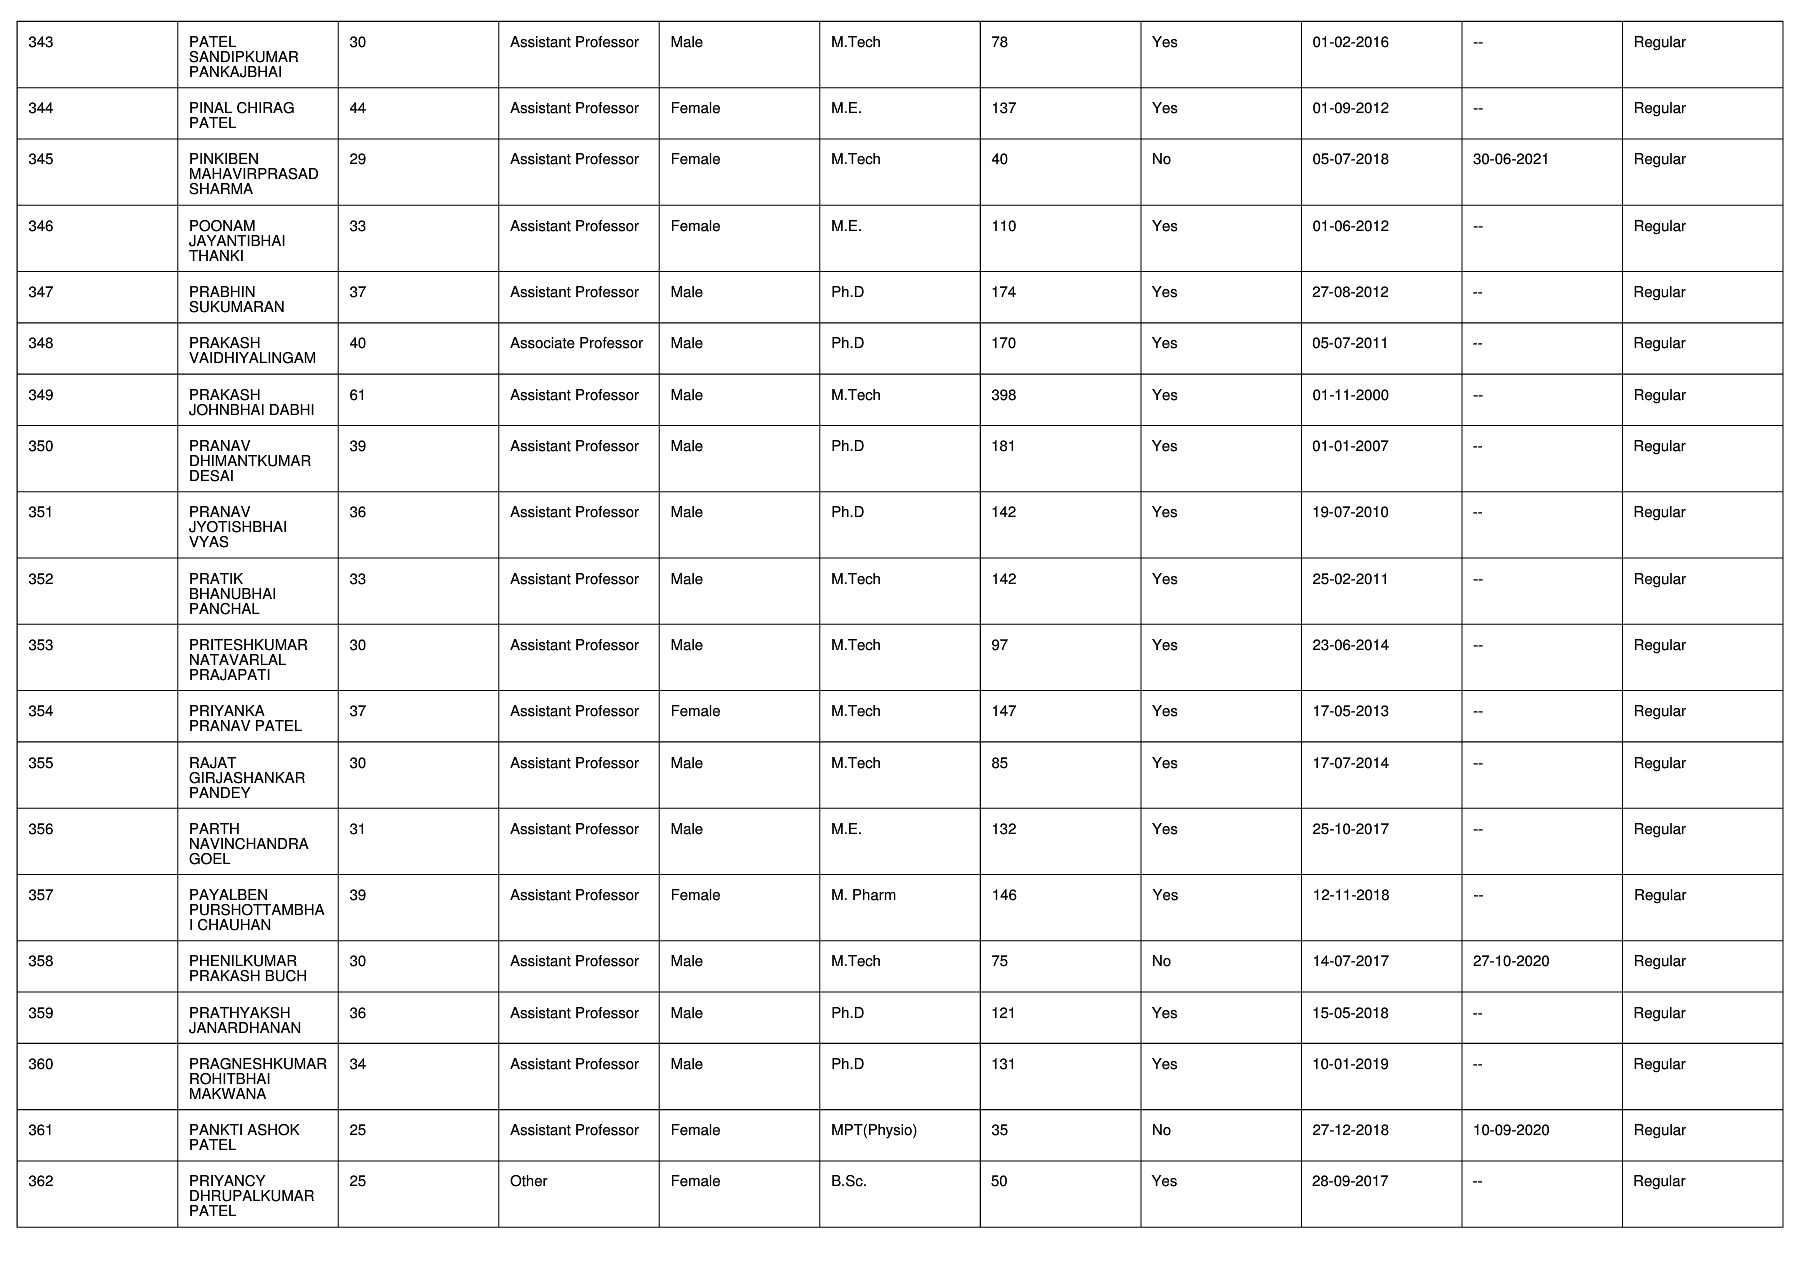 343 PATEL 30 Assistant Professor Male M.Tech 78 Yes 01-02-2016 -- Regular
SANDIPKUMAR
PANKAJBHAI
344 PINAL CHIRAG 44 Assistant Professor Female M.E. 137 Yes 01-09-2012 -- Regular
PATEL
345 PINKIBEN 29 Assistant Professor Female M.Tech 40 No 05-07-2018 30-06-2021 Regular
MAHAVIRPRASAD
SHARMA
346 POONAM 33 Assistant Professor Female M.E. 110 Yes 01-06-2012 -- Regular
JAYANTIBHAI
THANKI
347 PRABHIN 37 Assistant Professor Male Ph.D 174 Yes 27-08-2012 -- Regular
SUKUMARAN
348 PRAKASH 40 Associate Professor Male Ph.D 170 Yes 05-07-2011 -- Regular
VAIDHIYALINGAM
349 PRAKASH 61 Assistant Professor Male M.Tech 398 Yes 01-11-2000 -- Regular
JOHNBHAI DABHI
350 PRANAV 39 Assistant Professor Male Ph.D 181 Yes 01-01-2007 -- Regular
DHIMANTKUMAR
DESAI
351 PRANAV 36 Assistant Professor Male Ph.D 142 Yes 19-07-2010 -- Regular
JYOTISHBHAI
VYAS
352 PRATIK 33 Assistant Professor Male M.Tech 142 Yes 25-02-2011 -- Regular
BHANUBHAI
PANCHAL
353 PRITESHKUMAR 30 Assistant Professor Male M.Tech 97 Yes 23-06-2014 -- Regular
NATAVARLAL
PRAJAPATI
354 PRIYANKA 37 Assistant Professor Female M.Tech 147 Yes 17-05-2013 -- Regular
PRANAV PATEL
355 RAJAT 30 Assistant Professor Male M.Tech 85 Yes 17-07-2014 -- Regular
GIRJASHANKAR
PANDEY
356 PARTH 31 Assistant Professor Male M.E. 132 Yes 25-10-2017 -- Regular
NAVINCHANDRA
GOEL
357 PAYALBEN 39 Assistant Professor Female M. Pharm 146 Yes 12-11-2018 -- Regular
PURSHOTTAMBHA
I CHAUHAN
358 PHENILKUMAR 30 Assistant Professor Male M.Tech 75 No 14-07-2017 27-10-2020 Regular
PRAKASH BUCH
359 PRATHYAKSH 36 Assistant Professor Male Ph.D 121 Yes 15-05-2018 -- Regular
JANARDHANAN
360 PRAGNESHKUMAR 34 Assistant Professor Male Ph.D 131 Yes 10-01-2019 -- Regular
ROHITBHAI
MAKWANA
361 PANKTI ASHOK 25 Assistant Professor Female MPT(Physio) 35 No 27-12-2018 10-09-2020 Regular
PATEL
362 PRIYANCY 25 Other Female B.Sc. 50 Yes 28-09-2017 -- Regular
DHRUPALKUMAR
PATEL